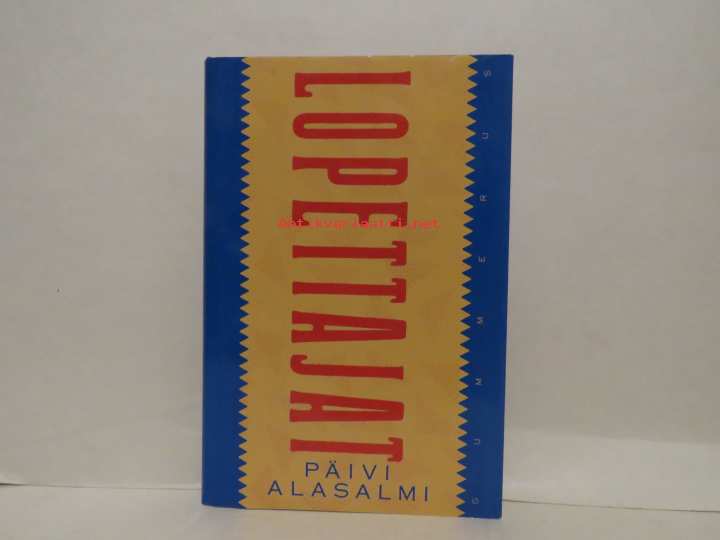 LOPETTAJAT
PÄIVI
ALASALMI
GUMMERUS
Antikvariaatti.net